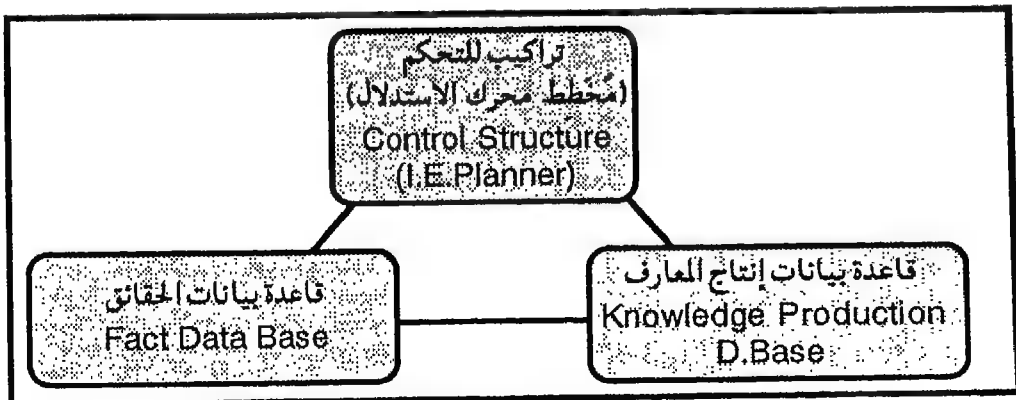 تراكيب للتحكم
(مُخطط محرك الاستدلال)
Control Structure
(I.E.Planner)
قاعدة بيانات الحقائق
Fact Data Base
قاعدة بيانات إنتاج المعارف
Knowledge Production
D.Base